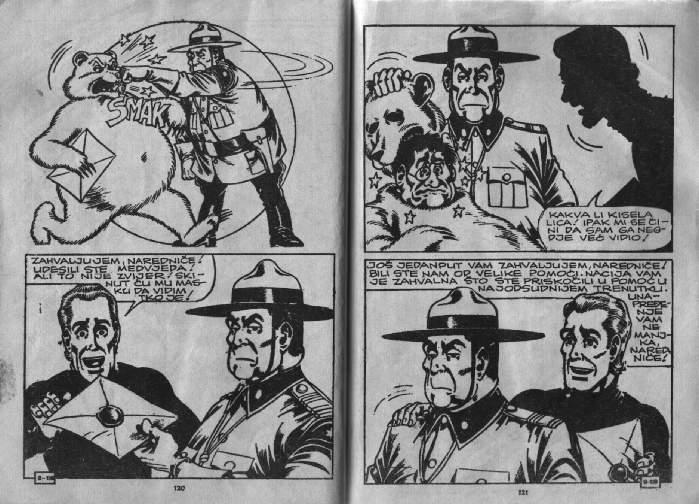 SMAK
ZAHVALJUJEM, NAREDNIČE!
UDESILI STE MEDVJEDA!
ALI TO NIJE ZVIJER! SKI-
NUT ĆU MU MAS-
KU DA VIDIM,
TKO JE!
120
KAKVA LI KISELA
LICA! IPAK MI SE ČI-
NI DA SAM GA NEG-
DJE VEĆ VIDIO!
JOŠ JEDANPUT VAM ZAHVALJUJEM, NAREDNIČE!
BILI STE NAM OD VELIKE POMOĆI. NACIJA VAM
JE ZAHVALNA ŠTO STE PRISKOČILI U POMOĆ U
NAJODSUDNIJEM TRENUTKU.
UNA-
PREĐE-
NJE
VAM
NE
MANJ-
KA,
NARED-
NIČE!
121